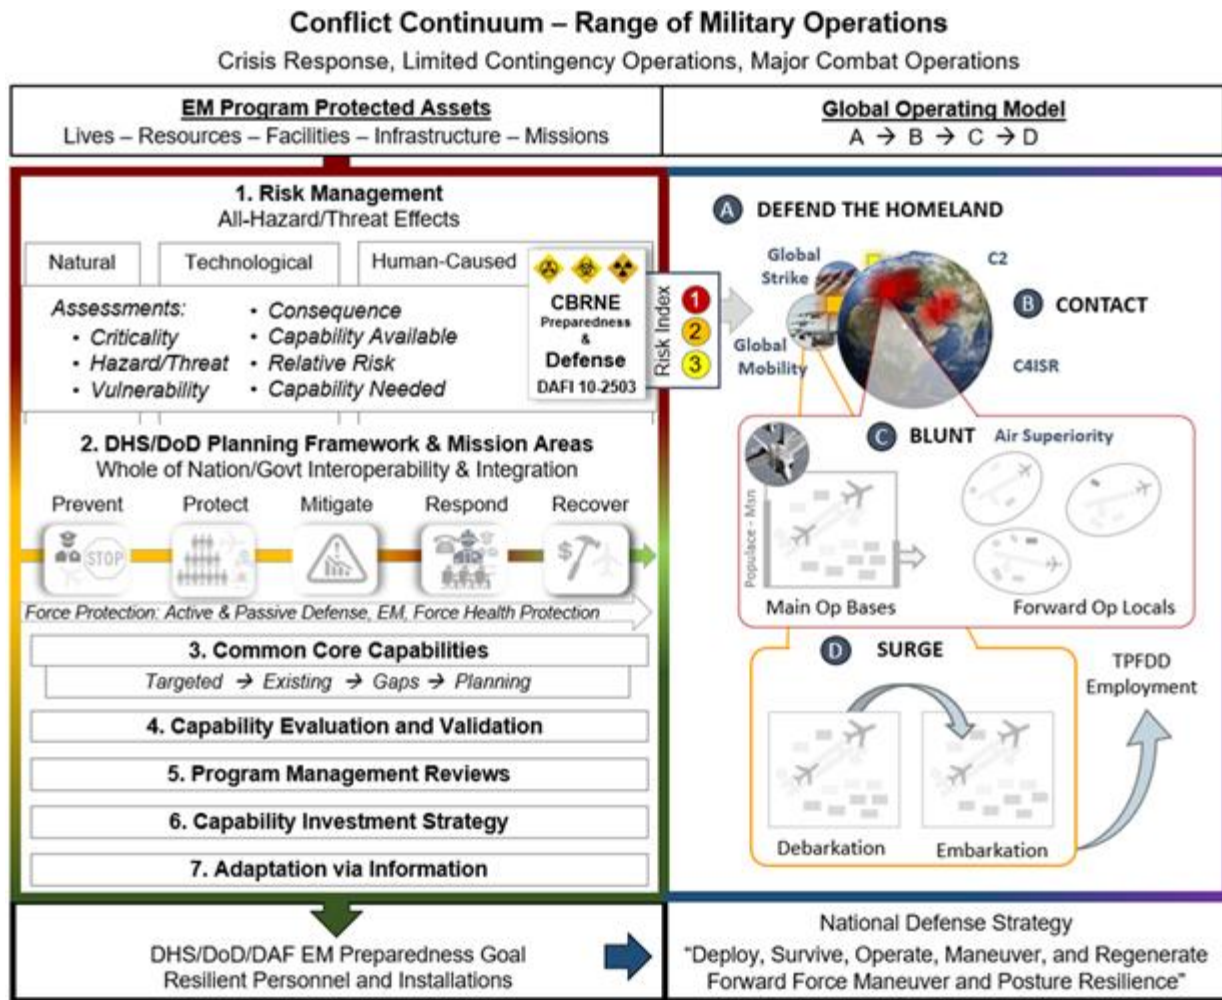 Conflict Continuum – Range of Military Operations
Crisis Response, Limited Contingency Operations, Major Combat Operations
EM Program Protected Assets
Lives – Resources – Facilities – Infrastructure – Missions
Global Operating Model
A → B → C → D
1. Risk Management
All-Hazard/Threat Effects
Natural
Technological
Human-Caused
Assessments:
• Criticality
• Hazard/Threat
• Vulnerability
• Consequence
• Capability Available
• Relative Risk
• Capability Needed
CBRNE
Preparedness
&
Defense
DAFI 10-2503
Risk Index
1
2
3
2. DHS/DoD Planning Framework & Mission Areas
Whole of Nation/Govt Interoperability & Integration
Prevent
Protect
Mitigate
Respond
Recover
STOP
$
Force Protection: Active & Passive Defense, EM, Force Health Protection
3. Common Core Capabilities
Targeted → Existing → Gaps → Planning
4. Capability Evaluation and Validation
5. Program Management Reviews
6. Capability Investment Strategy
7. Adaptation via Information
DHS/DoD/DAF EM Preparedness Goal
Resilient Personnel and Installations
A DEFEND THE HOMELAND
Global
Strike
C2
B CONTACT
Global
Mobility
C4ISR
C BLUNT
Air Superiority
Populace - Msn
Main Op Bases
Forward Op Locals
D SURGE
TPFDD
Employment
Debarkation
Embarkation
National Defense Strategy
"Deploy, Survive, Operate, Maneuver, and Regenerate
Forward Force Maneuver and Posture Resilience"